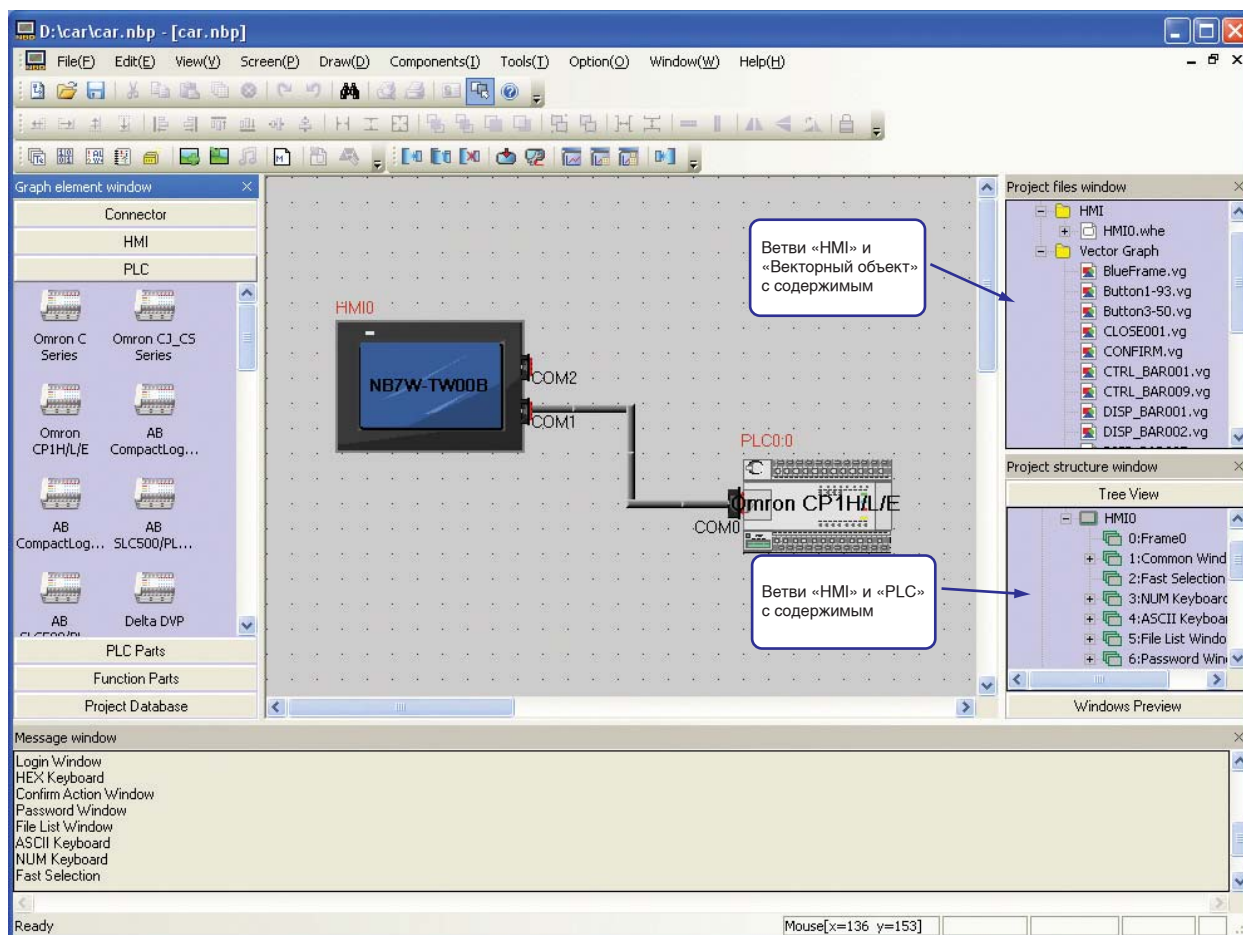 D:\car\car.nbp - [car.nbp]
File(F) Edit(E) View(V) Screen(P) Draw(D) Components(I) Tools(T) Option(O) Window(W) Help(H)
Graph element window
Connector
HMI
PLC
Omron C Series
Omron CJ_CS Series
Omron CP1H/L/E
AB CompactLog...
AB CompactLog...
AB SLC500/PL...
AB
Delta DVP
PLC Parts
Function Parts
Project Database
HMI0
NB7W-TW00B
COM2
COM1
PLC0:0
Omron CP1H/L/E
COM0
Ветви «HMI» и
«Векторный объект»
с содержимым
Ветви «HMI» и «PLC»
с содержимым
Project files window
HMI
HMI0.whe
Vector Graph
BlueFrame.vg
Button1-93.vg
Button3-50.vg
CLOSE001.vg
CONFIRM.vg
CTRL_BAR001.vg
CTRL_BAR009.vg
DISP_BAR001.vg
DISP_BAR002.vg
Project structure window
Tree View
HMI0
0:Frame0
1:Common Wind
2:Fast Selection
3:NUM Keyboard
4:ASCII Keyboar
5:File List Windo
6:Password Win
Windows Preview
Message window
Login Window
HEX Keyboard
Confirm Action Window
Password Window
File List Window
ASCII Keyboard
NUM Keyboard
Fast Selection
Ready
Mouse[x=136 y=153]